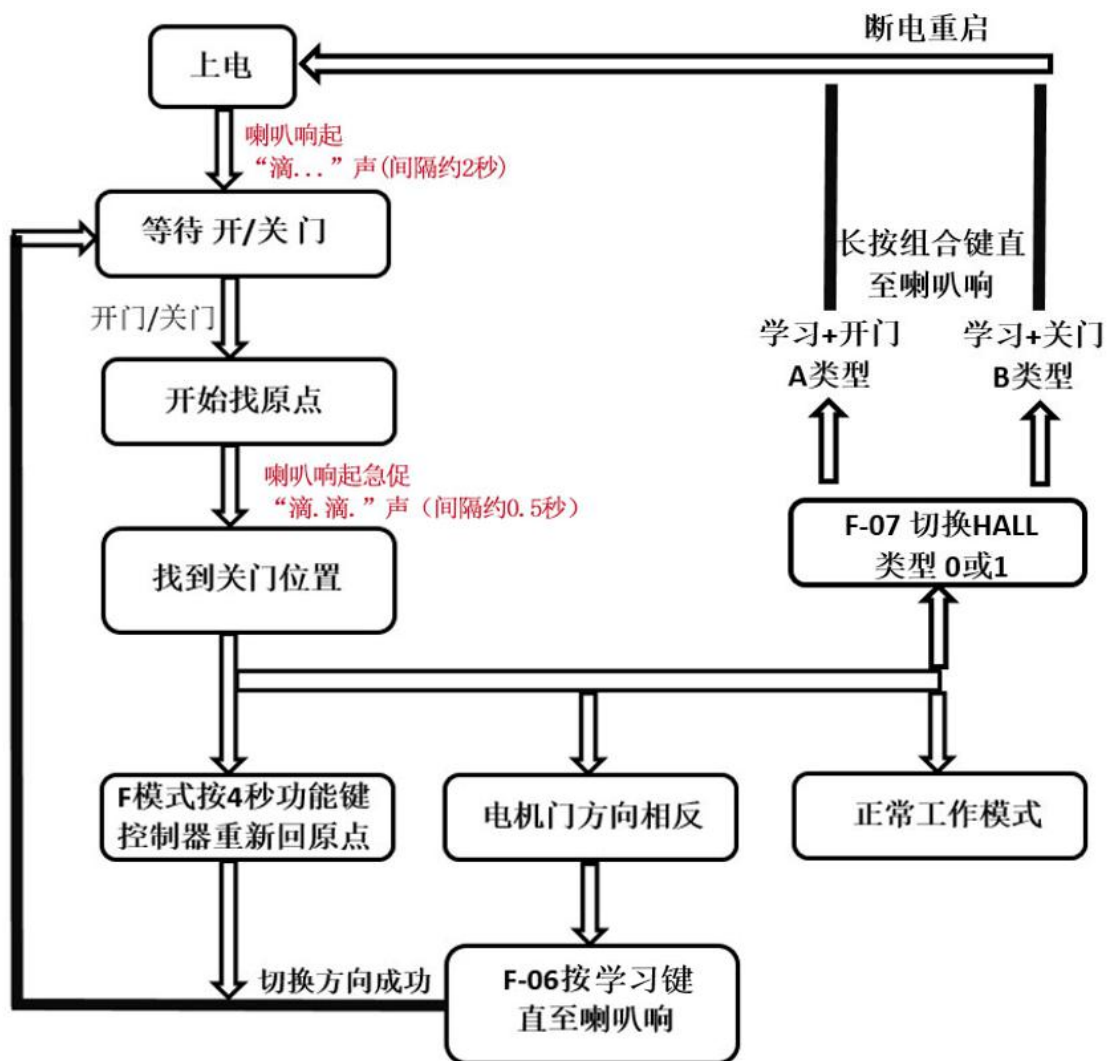 断电重启
上电
喇叭响起
“滴...”声(间隔约2秒)
等待 开/关 门
长按组合键直
至喇叭响
开门/关门
学习+开门
A类型
学习+关门
B类型
开始找原点
喇叭响起急促
“滴.滴.”声（间隔约0.5秒）
F-07 切换HALL
类型 0或1
找到关门位置
F模式按4秒功能键
控制器重新回原点
电机门方向相反
正常工作模式
切换方向成功
F-06按学习键
直至喇叭响